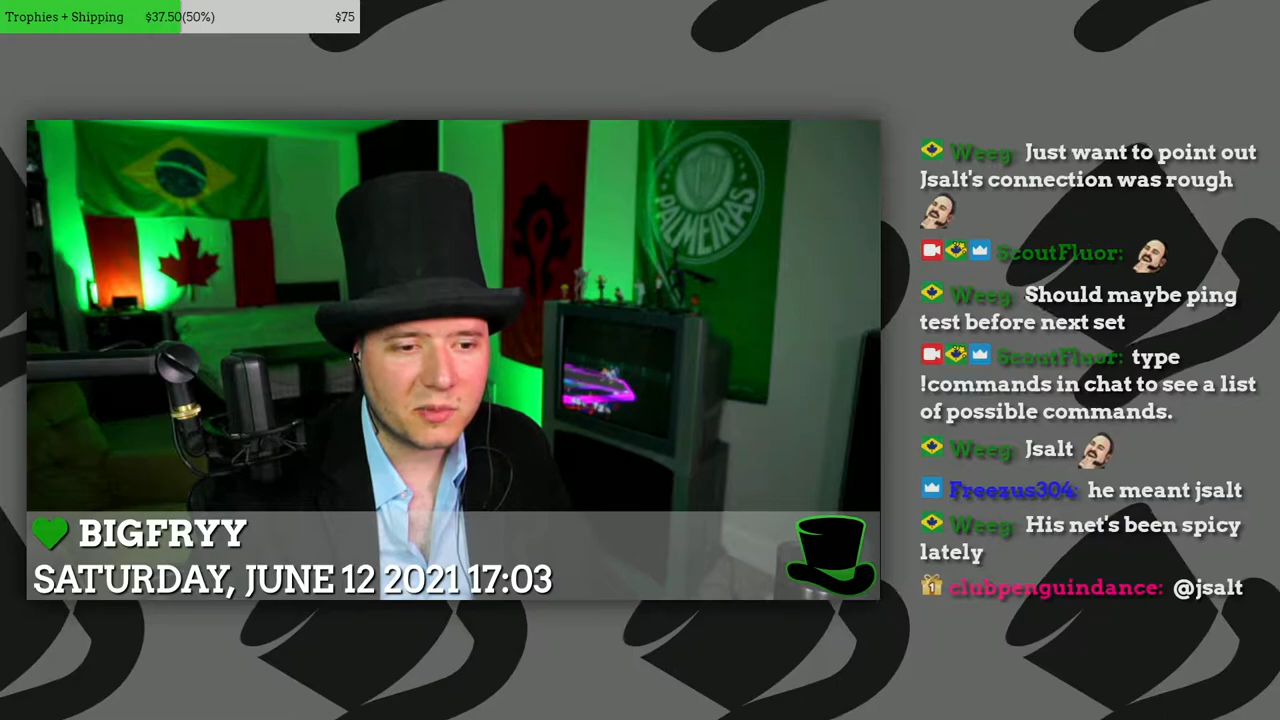 Trophies + Shipping $37.50(50%) $75
PALMEIRAS
BIGFRYY
SATURDAY, JUNE 12 2021 17:03
Weeg: Just want to point out
Jsalt's connection was rough
ScoutFluor:
Weeg: Should maybe ping
test before next set
ScoutFluor: type
!commands in chat to see a list
of possible commands.
Weeg: Jsalt
Freezus304: he meant jsalt
Weeg: His net's been spicy
lately
clubpenguindance: @jsalt